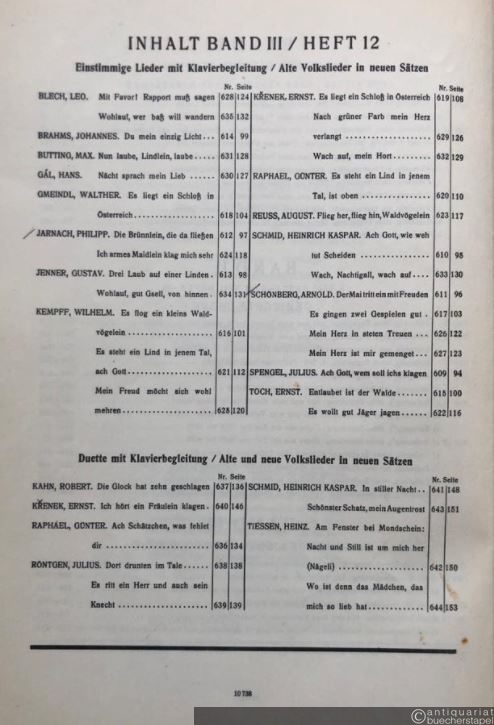 INHALT BAND III / HEFT 12
Einstimmige Lieder mit Klavierbegleitung / Alte Volkslieder in neuen Sätzen
Nr. Seite
BLECH, LEO. Mit Favor! Rapport muß sagen 628 124
Wohlauf, wer baß will wandern 635 132
BRAHMS, JOHANNES. Du mein einzig Licht... 614 99
BUTTING, MAX. Nun laube, Lindlein, laube..... 631 128
GÁL, HANS. Nächt sprach mein Lieb ...... 630 127
GMEINDL, WALTHER. Es liegt ein Schloß in
Österreich ................ 618 104
JARNACH, PHILIPP. Die Brünnlein, die da fließen 612 97
Ich armes Maidlein klag mich sehr 624 118
JENNER, GUSTAV. Drei Laub auf einer Linden. 613 98
Wohlauf, gut Gsell, von hinnen. 634 131
KEMPFF, WILHELM. Es flog ein kleins Wald-
vögelein ................. 616 101
Es steht ein Lind in jenem Tal,
ach Gott................. 621 112
Mein Freud möcht sich wohl
mehren.................. 625 120
Nr. Seite
KŘENEK, ERNST. Es liegt ein Schloß in Österreich 619 108
Nach grüner Farb mein Herz
verlangt ................. 629 126
Wach auf, mein Hort........ 632 129
RAPHAEL, GÜNTER. Es steht ein Lind in jenem
Tal, ist oben ............. 620 110
REUSS, AUGUST. Flieg her, flieg hin, Waldvögelein 623 117
SCHMID, HEINRICH KASPAR. Ach Gott, wie weh
tut Scheiden ............. 610 95
Wach, Nachtigall, wach auf.... 633 130
SCHÖNBERG, ARNOLD. Der Mai tritt ein mit Freuden 611 96
Es gingen zwei Gespielen gut . 617 103
Mein Herz in steten Treuen ... 626 122
Mein Herz ist mir gemenget... 627 123
SPENGEL, JULIUS. Ach Gott, wem soll ichs klagen 609 94
TOCH, ERNST. Entlaubet ist der Walde....... 615 100
Es wollt gut Jäger jagen...... 622 116
Duette mit Klavierbegleitung / Alte und neue Volkslieder in neuen Sätzen
Nr. Seite
KAHN, ROBERT. Die Glock hat zehn geschlagen 637 136
KŘENEK, ERNST. Ich hört ein Fräulein klagen. 640 146
RAPHAEL, GÜNTER. Ach Schätzchen, was fehlet
dir ..................... 636 134
RÖNTGEN, JULIUS. Dort drunten im Tale...... 638 138
Es ritt ein Herr und auch sein
Knecht .................. 639 139
Nr. Seite
SCHMID, HEINRICH KASPAR. In stiller Nacht.. 641 148
Schönster Schatz, mein Augentrost 643 151
TIESSEN, HEINZ. Am Fenster bei Mondschein:
Nacht und Still ist um mich her
(Nägeli) .................. 642 150
Wo ist denn das Mädchen, das
mich so lieb hat............ 644 153
10738
©antiquariat
buecherstapel